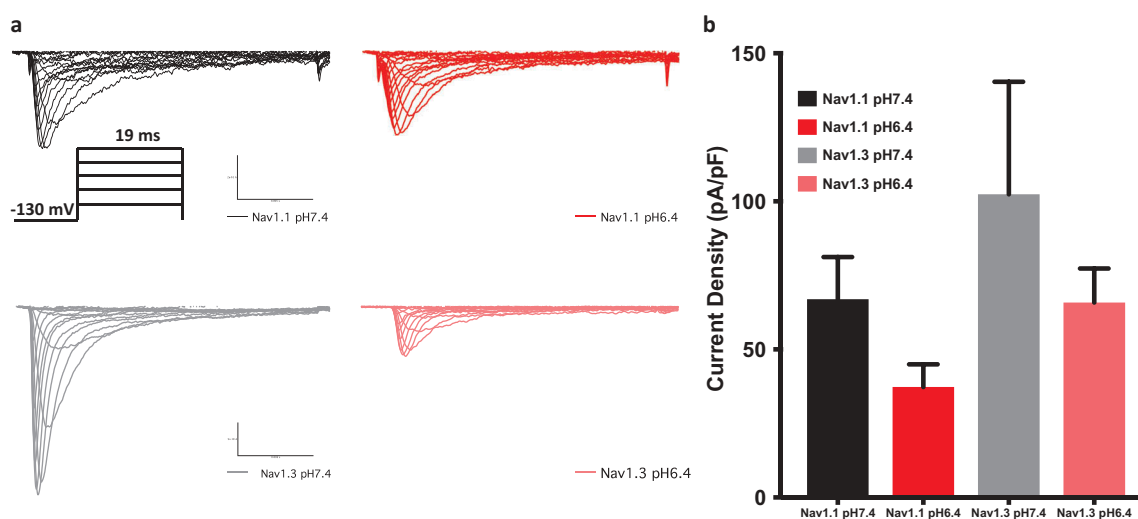 a
19 ms
-130 mV
Nav1.1 pH7.4
Nav1.1 pH6.4
Nav1.3 pH7.4
Nav1.3 pH6.4
b
Current Density (pA/pF)
150
100
50
0
Nav1.1 pH7.4
Nav1.1 pH6.4
Nav1.3 pH7.4
Nav1.3 pH6.4
Nav1.1 pH7.4
Nav1.1 pH6.4
Nav1.3 pH7.4
Nav1.3 pH6.4